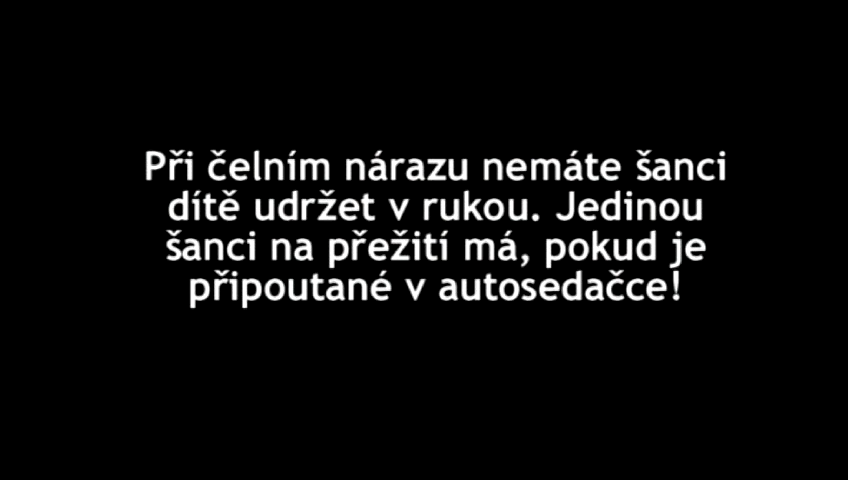 Při čelním nárazu nemáte šanci
dítě udržet v rukou. Jedinou
šanci na přežití má, pokud je
připoutané v autosedačce!